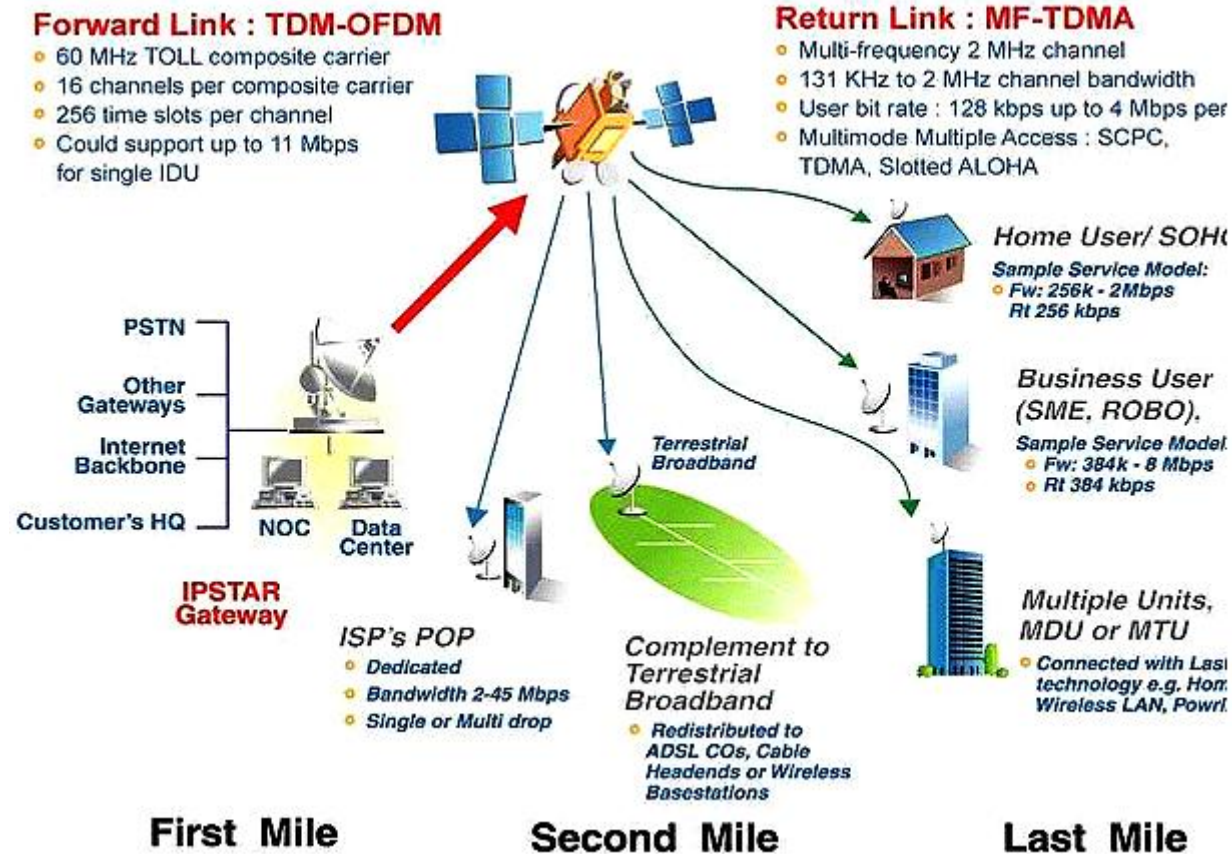 Forward Link : TDM-OFDM
60 MHz TOLL composite carrier
16 channels per composite carrier
256 time slots per channel
Could support up to 11 Mbps
for single IDU
Return Link : MF-TDMA
Multi-frequency 2 MHz channel
131 KHz to 2 MHz channel bandwidth
User bit rate : 128 kbps up to 4 Mbps per
Multimode Multiple Access : SCPC,
TDMA, Slotted ALOHA
PSTN
Other
Gateways
Internet
Backbone
Customer's HQ
NOC
Data
Center
IPSTAR
Gateway
ISP's POP
Dedicated
Bandwidth 2-45 Mbps
Single or Multi drop
Terrestrial
Broadband
Complement to
Terrestrial
Broadband
Redistributed to
ADSL COs, Cable
Headends or Wireless
Basestations
Home User/
Sample Service Model:
Fw: 256k - 2Mbps
Rt 256 kbps
Business User
(SME, ROBO),
Sample Service Model
Fw: 384k - 8 Mbps
Rt 384 kbps
Multiple Units,
MDU or MTU
Connected with
technology e.g.
Wireless LAN,
First Mile
Second Mile
Last Mile